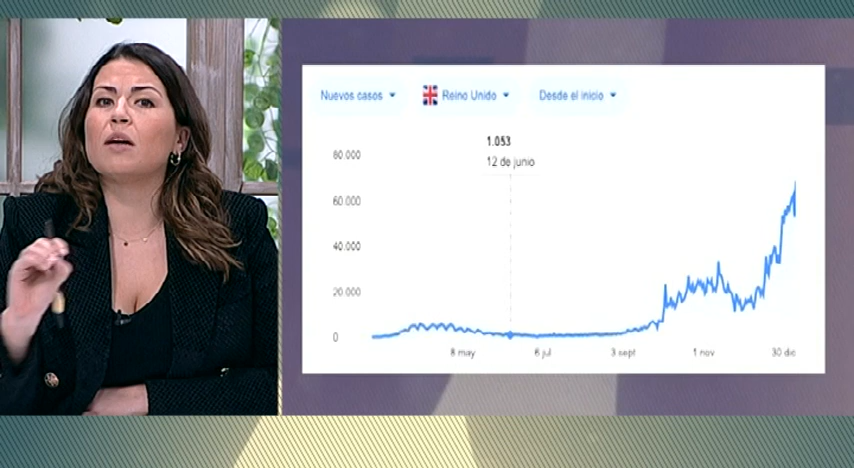 Nuevos casos
Reino Unido
Desde el inicio
1.053
12 de junio
80.000
60.000
40.000
20.000
0
8 may
6 jul
3 sept
1 nov
30 dic